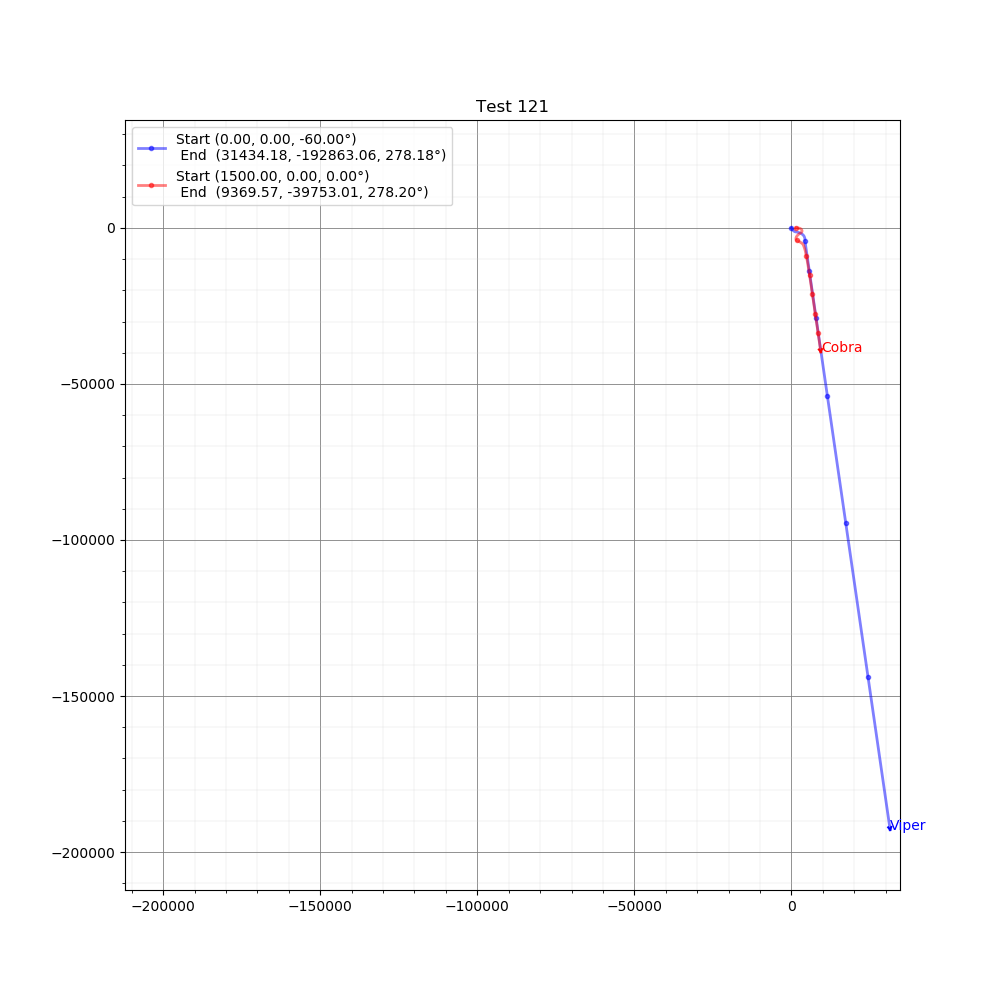 Test 121
Start (0.00, 0.00, -60.00°)
End (31434.18, -192863.06, 278.18°)
Start (1500.00, 0.00, 0.00°)
End (9369.57, -39753.01, 278.20°)
0
Cobra
−50000
−100000
−150000
Viper
−200000
−200000 −150000 −100000 −50000 0